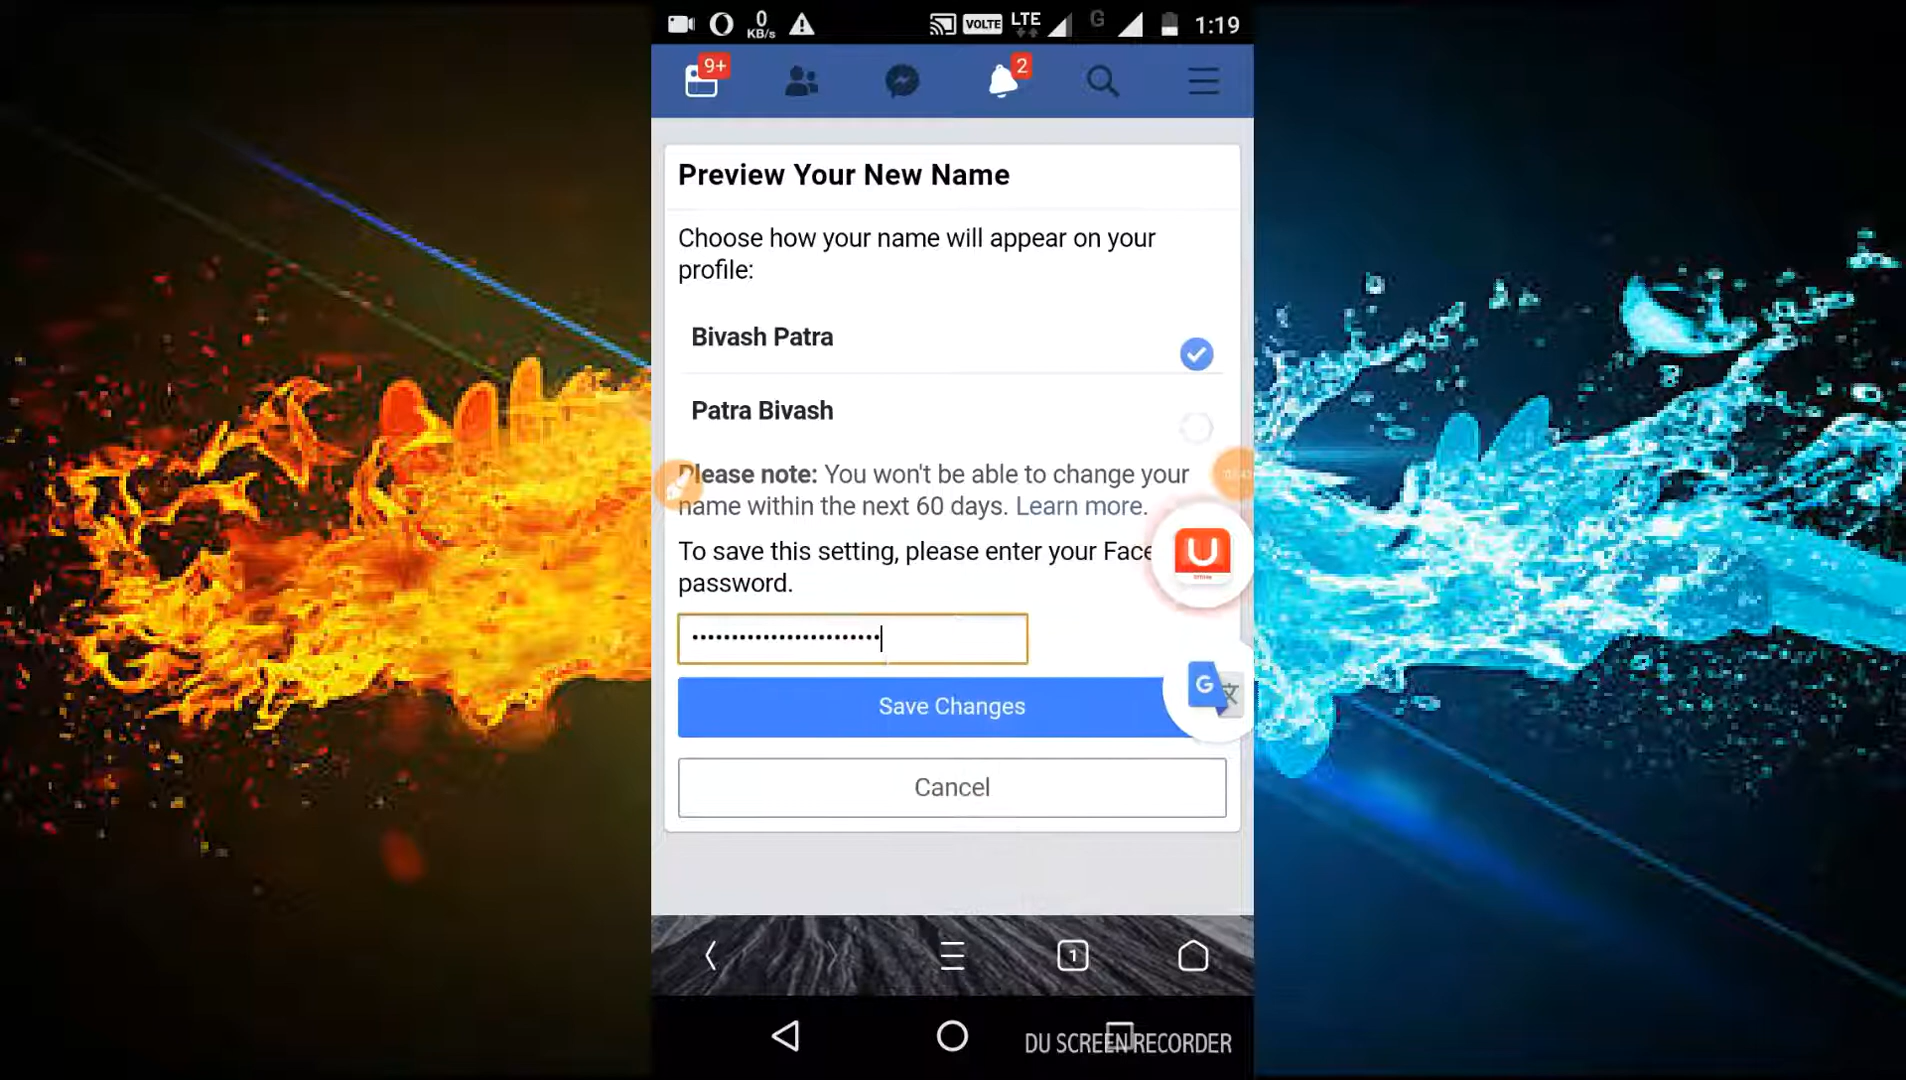 0
KB/s
VOLTE
LTE
G
1:19
9+
2
Preview Your New Name
Choose how your name will appear on your
profile:
Bivash Patra
Patra Bivash
Please note: You won't be able to change your
name within the next 60 days. Learn more.
To save this setting, please enter your Face
password.
Save Changes
Cancel
1
DU SCREEN RECORDER